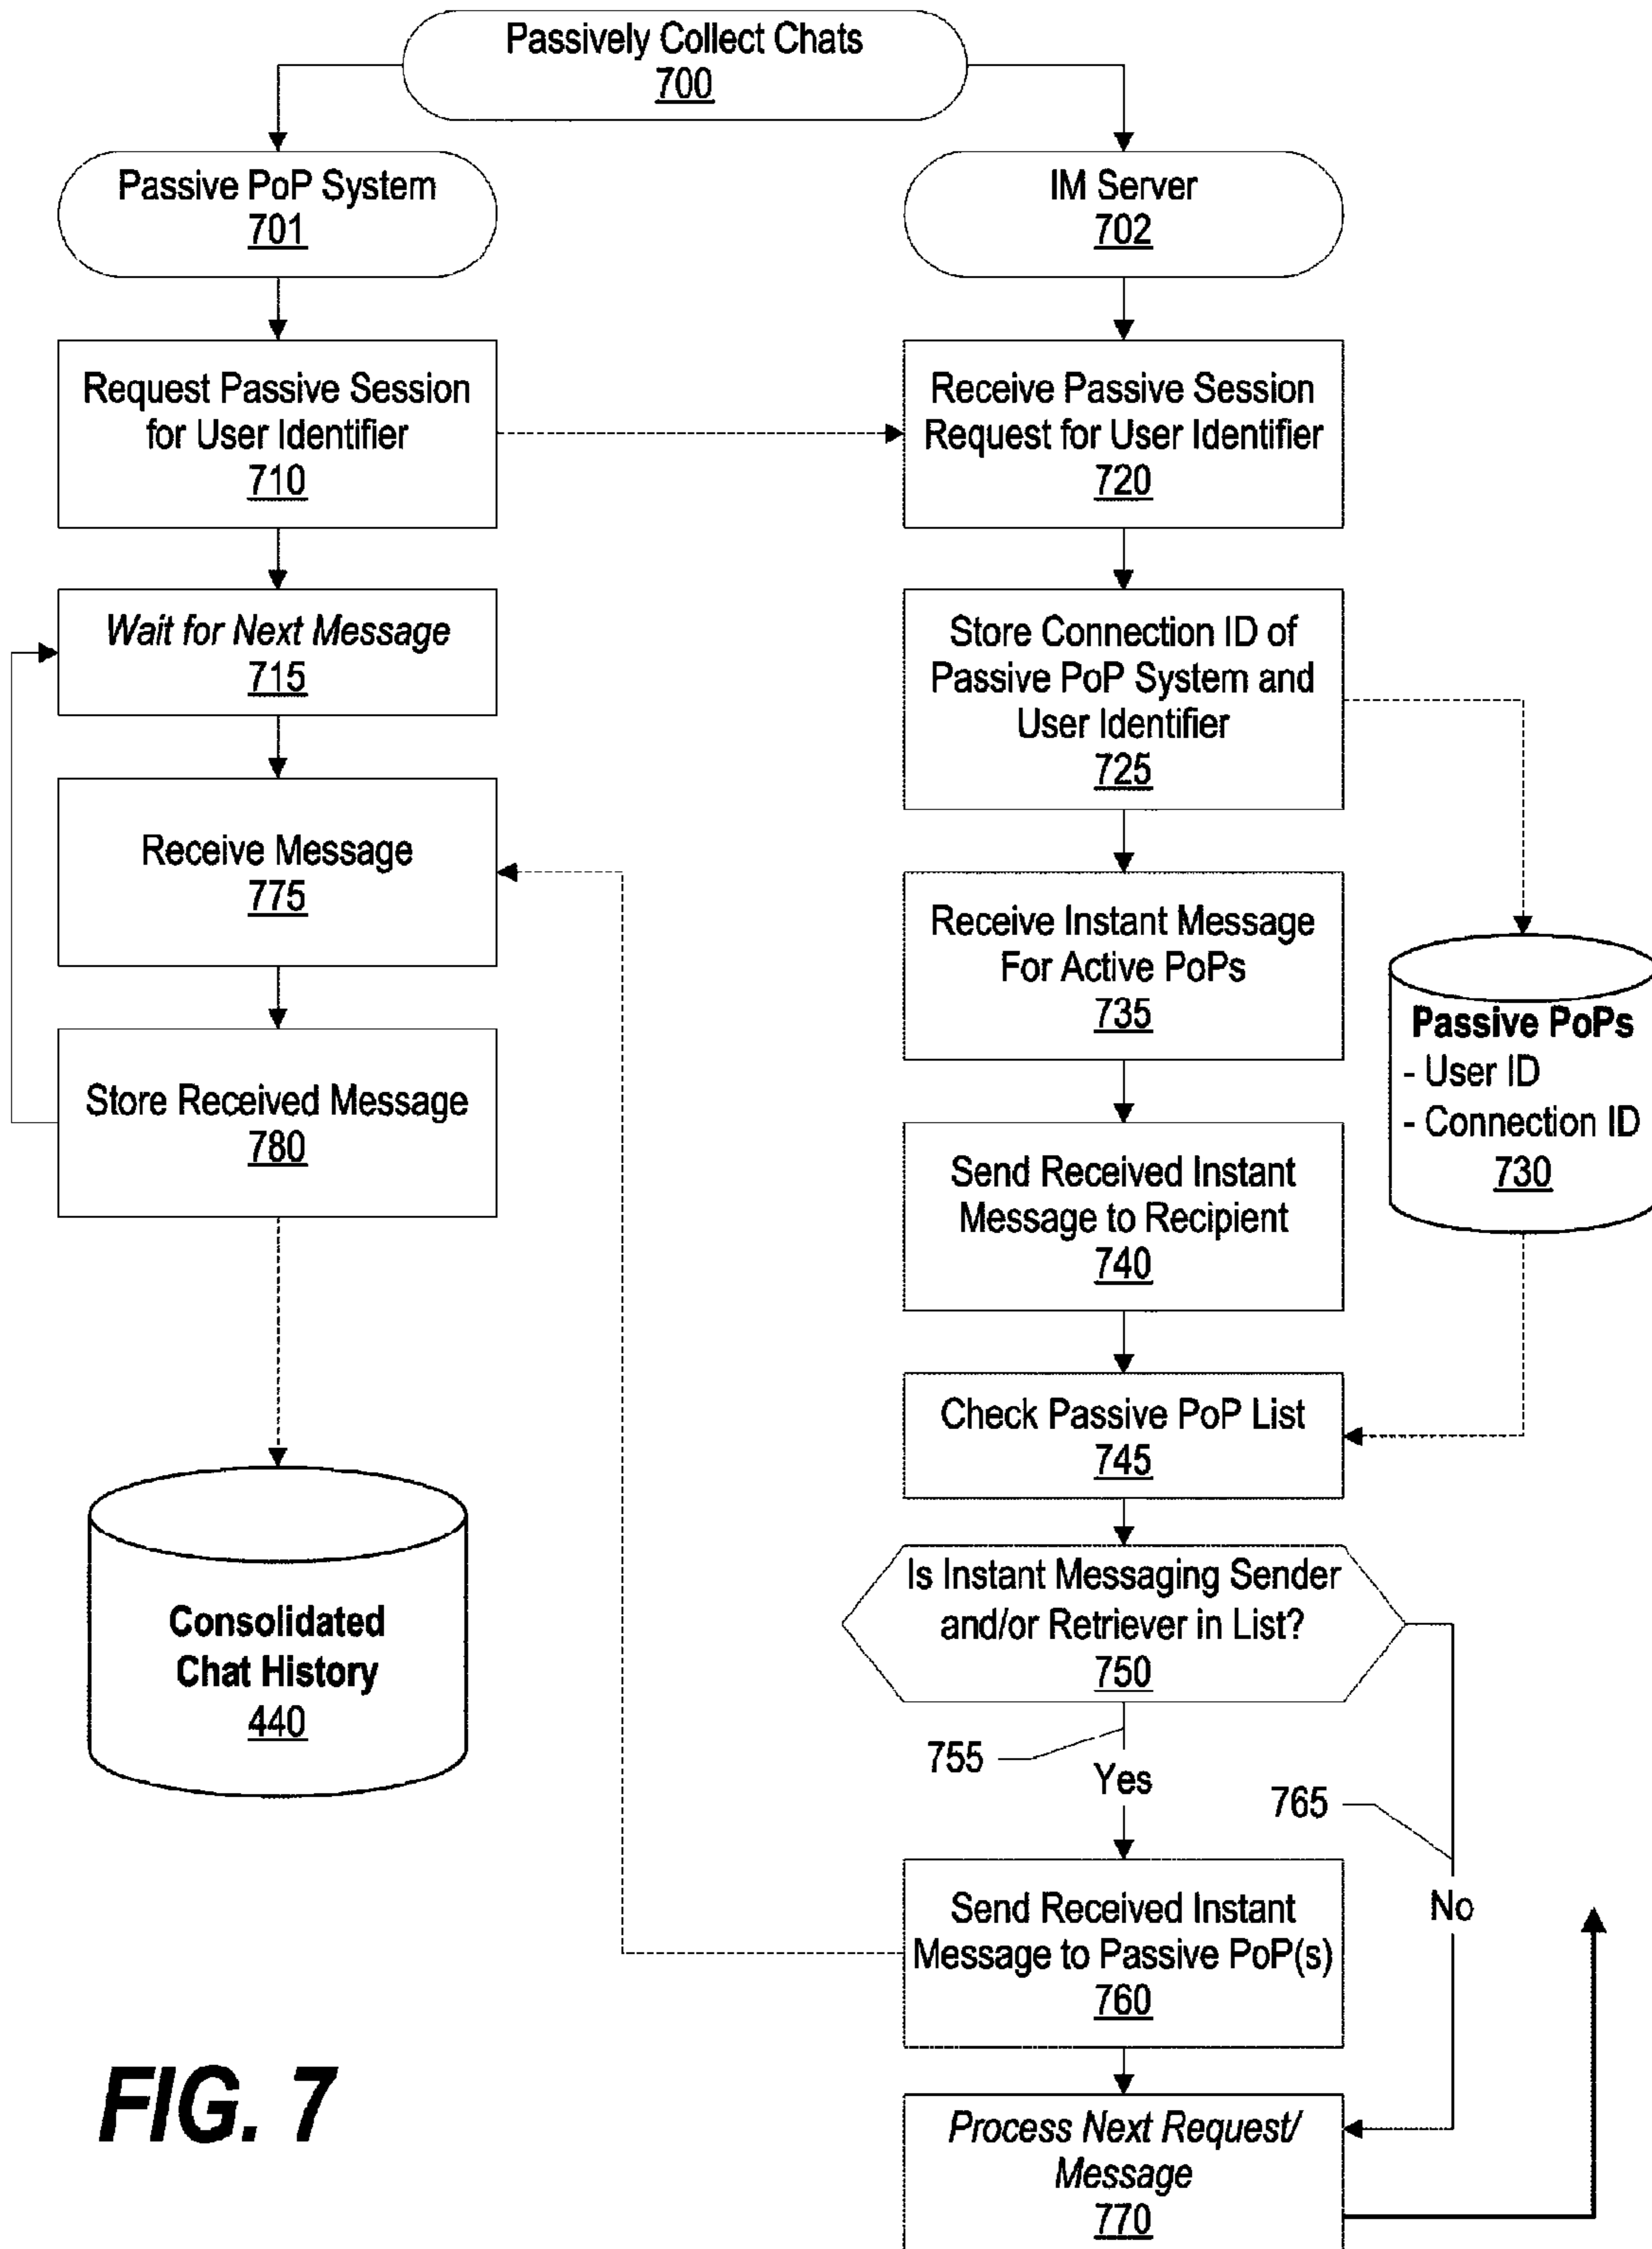 Passively Collect Chats
700
Passive PoP System
701
IM Server
702
Request Passive Session
for User Identifier
710
Receive Passive Session
Request for User Identifier
720
Wait for Next Message
715
Store Connection ID of
Passive PoP System and
User Identifier
725
Receive Message
775
Receive Instant Message
For Active PoPs
735
Passive PoPs
- User ID
- Connection ID
730
Store Received Message
780
Send Received Instant
Message to Recipient
740
Check Passive PoP List
745
Consolidated
Chat History
440
Is Instant Messaging Sender
and/or Retriever in List?
750
755
Yes
765
No
Send Received Instant
Message to Passive PoP(s)
760
Process Next Request/
Message
770
FIG. 7